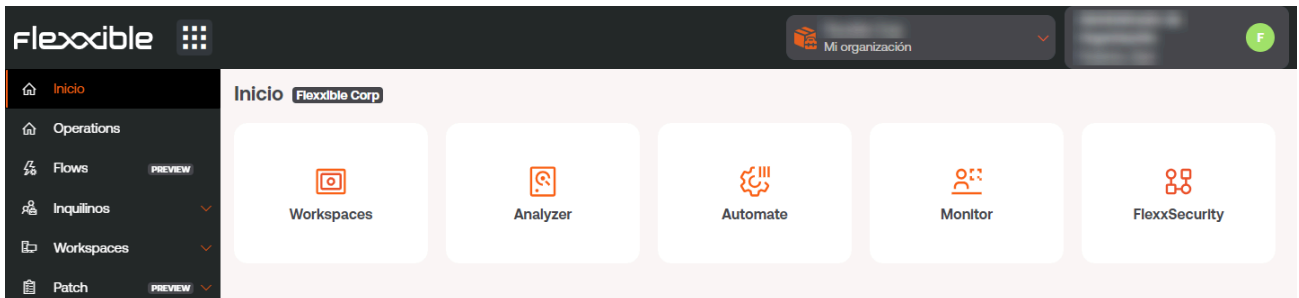 Flexxible
Mi organización
F
Inicio
Operations
Flows PREVIEW
Inquilinos
Workspaces
Patch PREVIEW
Inicio Flexxible Corp
Workspaces
Analyzer
Automate
Monitor
FlexxSecurity